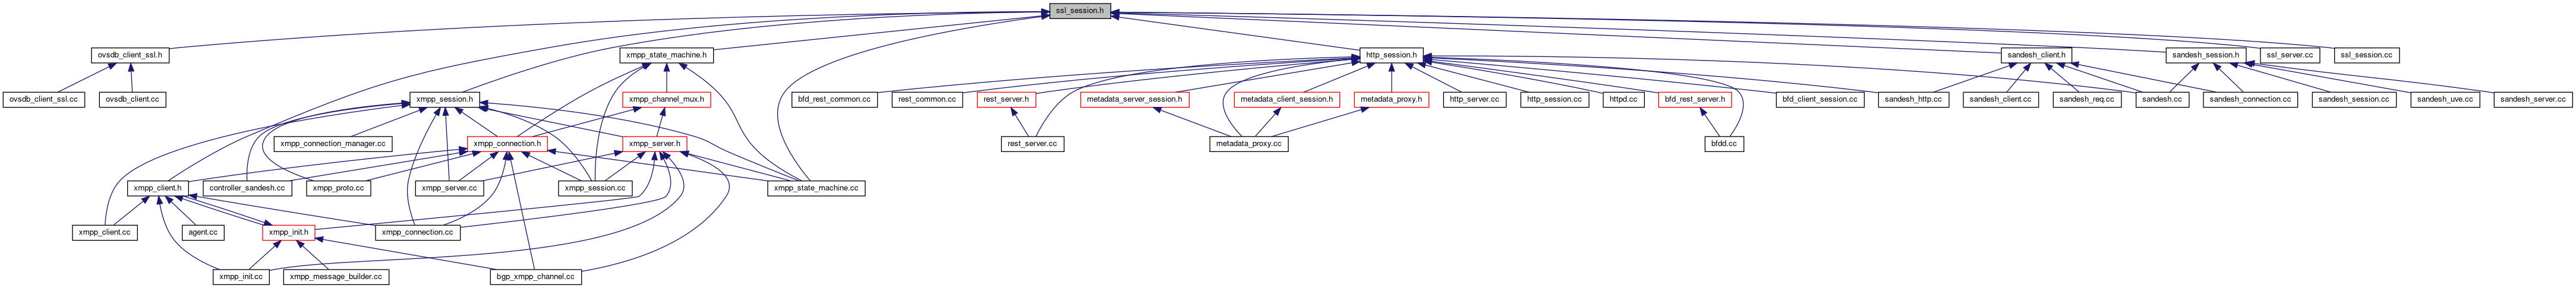 ssl_session.h
ovsdb_client_ssl.h
xmpp_state_machine.h
http_session.h
sandesh_client.h
sandesh_session.h
ssl_server.cc
ssl_session.cc
ovsdb_client_ssl.cc
ovsdb_client.cc
xmpp_session.h
xmpp_channel_mux.h
bfd_rest_common.cc
rest_common.cc
rest_server.h
metadata_server_session.h
metadata_client_session.h
metadata_proxy.h
http_server.cc
http_session.cc
httpd.cc
bfd_rest_server.h
bfd_client_session.cc
sandesh_http.cc
sandesh_client.cc
sandesh_req.cc
sandesh.cc
sandesh_connection.cc
sandesh_session.cc
sandesh_uve.cc
sandesh_server.cc
xmpp_connection_manager.cc
xmpp_connection.h
xmpp_server.h
rest_server.cc
metadata_proxy.cc
bfdd.cc
xmpp_client.h
controller_sandesh.cc
xmpp_proto.cc
xmpp_server.cc
xmpp_session.cc
xmpp_state_machine.cc
xmpp_client.cc
agent.cc
xmpp_init.h
xmpp_connection.cc
xmpp_init.cc
xmpp_message_builder.cc
bgp_xmpp_channel.cc